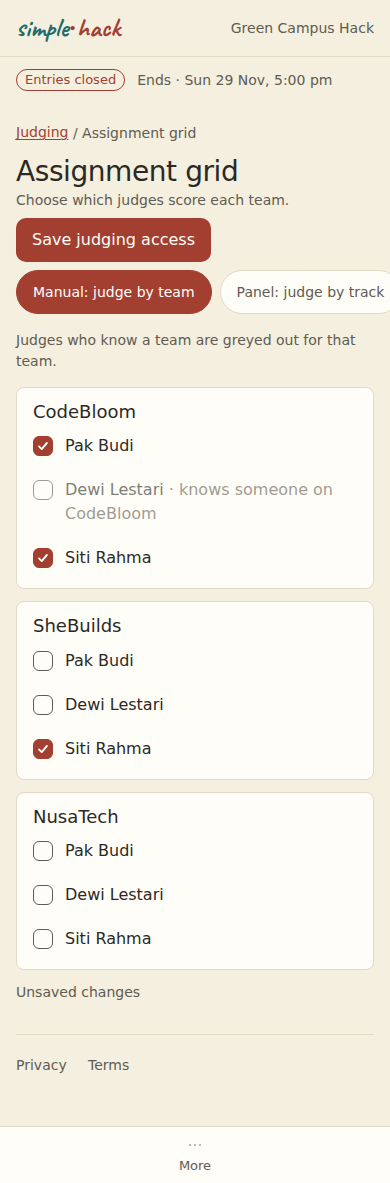 simple·hack
Green Campus Hack
Entries closed
Ends · Sun 29 Nov, 5:00 pm
Judging / Assignment grid
Assignment grid
Choose which judges score each team.
Save judging access
Manual: judge by team
Panel: judge by track
Judges who know a team are greyed out for that
team.
CodeBloom
Pak Budi
Dewi Lestari · knows someone on
CodeBloom
Siti Rahma
SheBuilds
Pak Budi
Dewi Lestari
Siti Rahma
NusaTech
Pak Budi
Dewi Lestari
Siti Rahma
Unsaved changes
Privacy
Terms
...
More